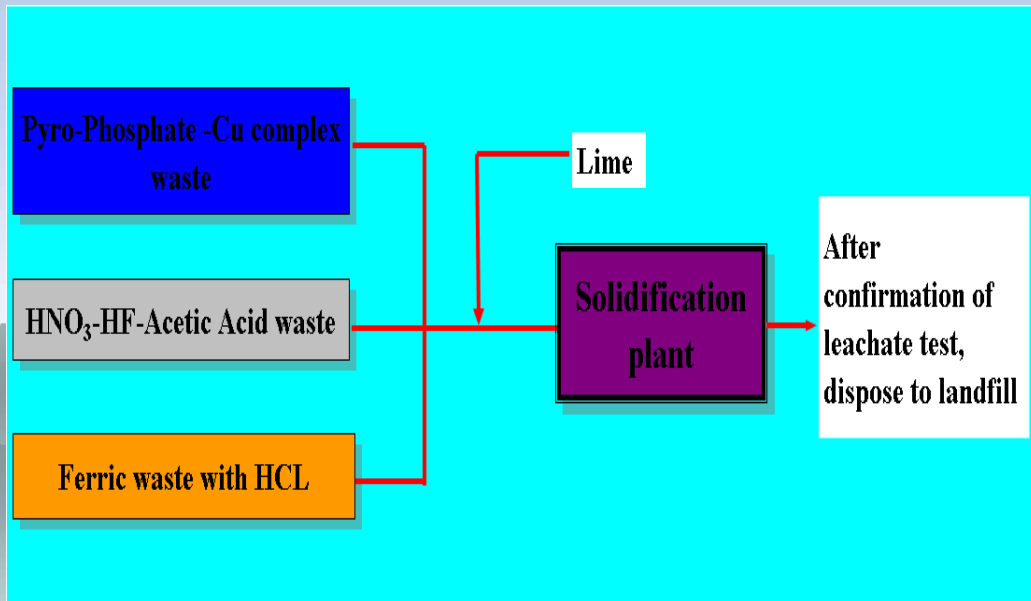 Pyro-Phosphate -Cu complex
waste
Lime
HNO₃-HF-Acetic Acid waste
Solidification
plant
After
confirmation of
leachate test,
dispose to landfill
Ferric waste with HCL